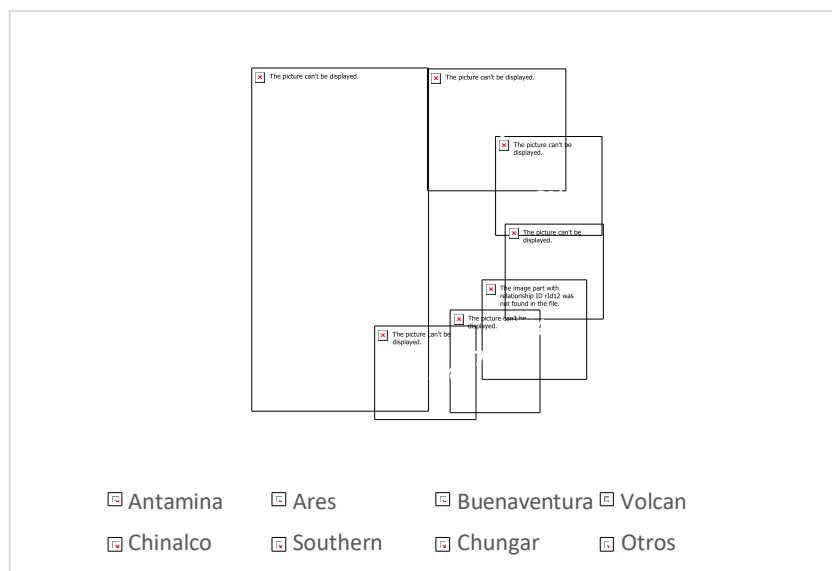 The picture can't be displayed.
The picture can't be displayed.
The picture can't be
displayed.
The picture can't be
displayed.
The image part with
relationship ID rId12 was
not found in the file.
The picture can't be
displayed.
The picture can't be
displayed.
Antamina Ares Buenaventura Volcan
Chinalco Southern Chungar Otros